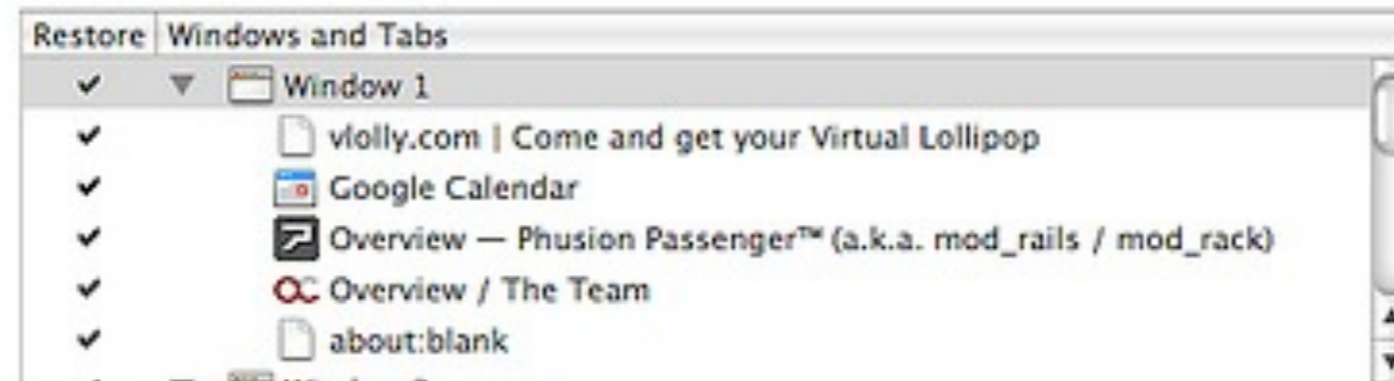 Restore Windows and Tabs
Window 1
vlolly.com | Come and get your Virtual Lollipop
Google Calendar
Overview — Phusion Passenger™ (a.k.a. mod_rails / mod_rack)
Overview / The Team
about:blank